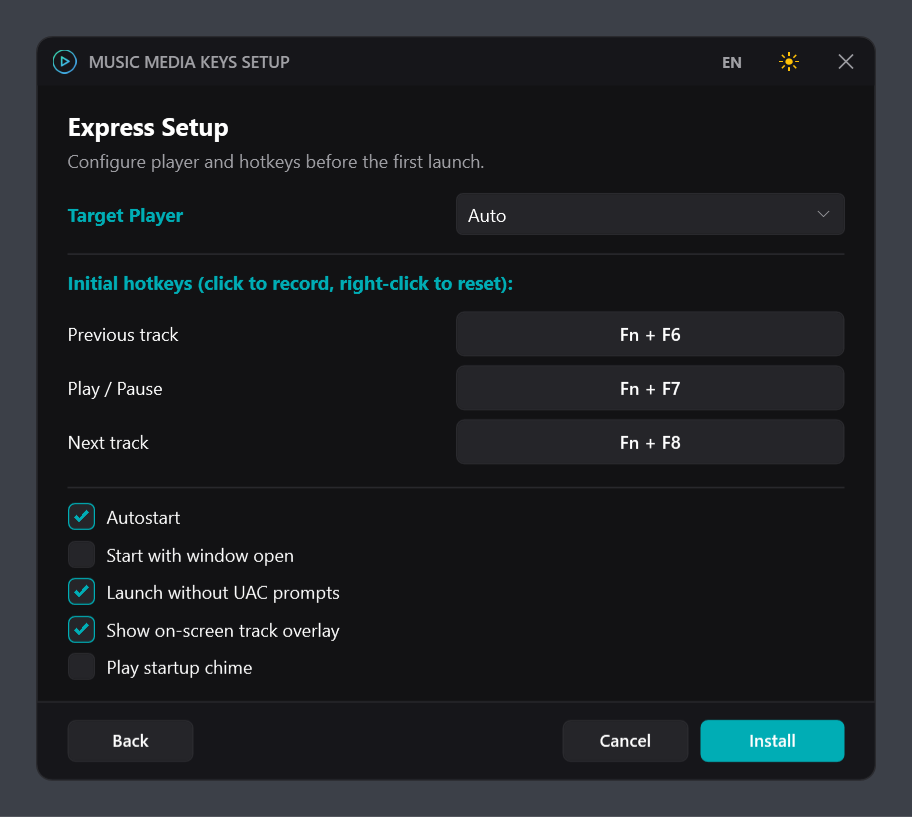 MUSIC MEDIA KEYS SETUP
EN
Express Setup
Configure player and hotkeys before the first launch.
Target Player
Auto
Initial hotkeys (click to record, right-click to reset):
Previous track
Fn + F6
Play / Pause
Fn + F7
Next track
Fn + F8
Autostart
Start with window open
Launch without UAC prompts
Show on-screen track overlay
Play startup chime
Back
Cancel
Install